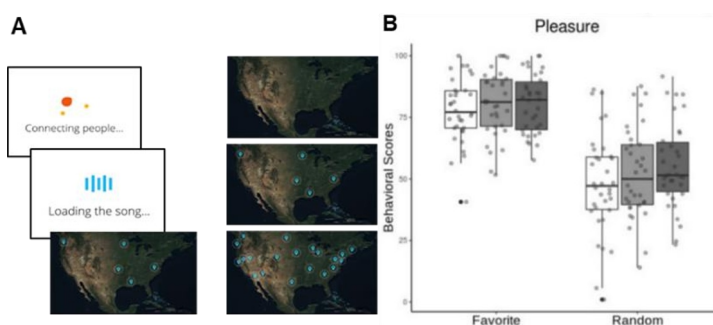 A
Connecting people...
Loading the song...
B
Pleasure
Behavioral Scores
100
75
50
25
0
Favorite
Random